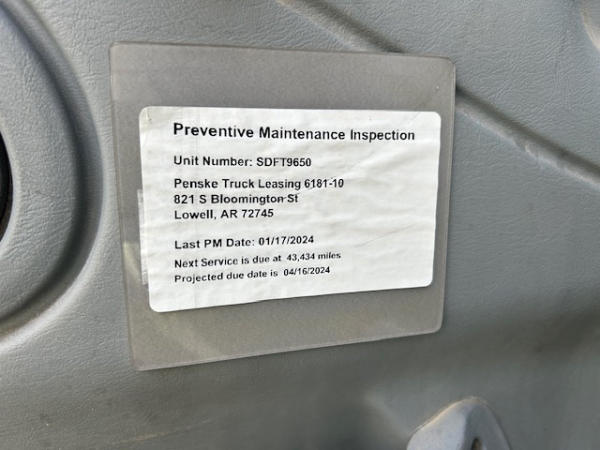 Preventive Maintenance Inspection
Unit Number: SDFT9650
Penske Truck Leasing 6181-10
821 S Bloomington St
Lowell, AR 72745
Last PM Date: 01/17/2024
Next Service is due at 43,434 miles
Projected due date is 04/16/2024